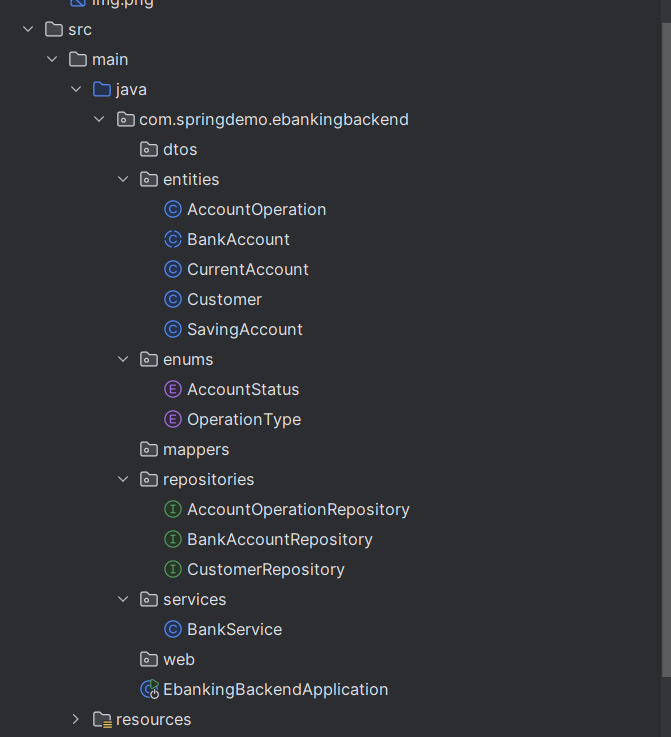 img.png
src
main
java
com.springdemo.ebankingbackend
dtos
entities
C AccountOperation
C BankAccount
C CurrentAccount
C Customer
C SavingAccount
enums
E AccountStatus
E OperationType
mappers
repositories
I AccountOperationRepository
I BankAccountRepository
I CustomerRepository
services
C BankService
web
C EbankingBackendApplication
resources